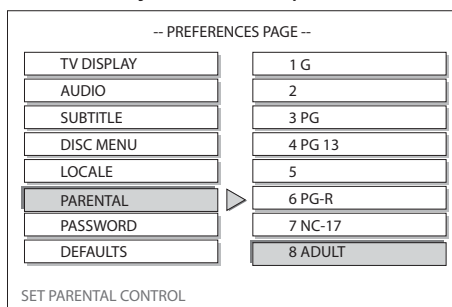 -- PREFERENCES PAGE --
TV DISPLAY
AUDIO
SUBTITLE
DISC MENU
LOCALE
PARENTAL
PASSWORD
DEFAULTS
1 G
2
3 PG
4 PG 13
5
6 PG-R
7 NC-17
8 ADULT
SET PARENTAL CONTROL